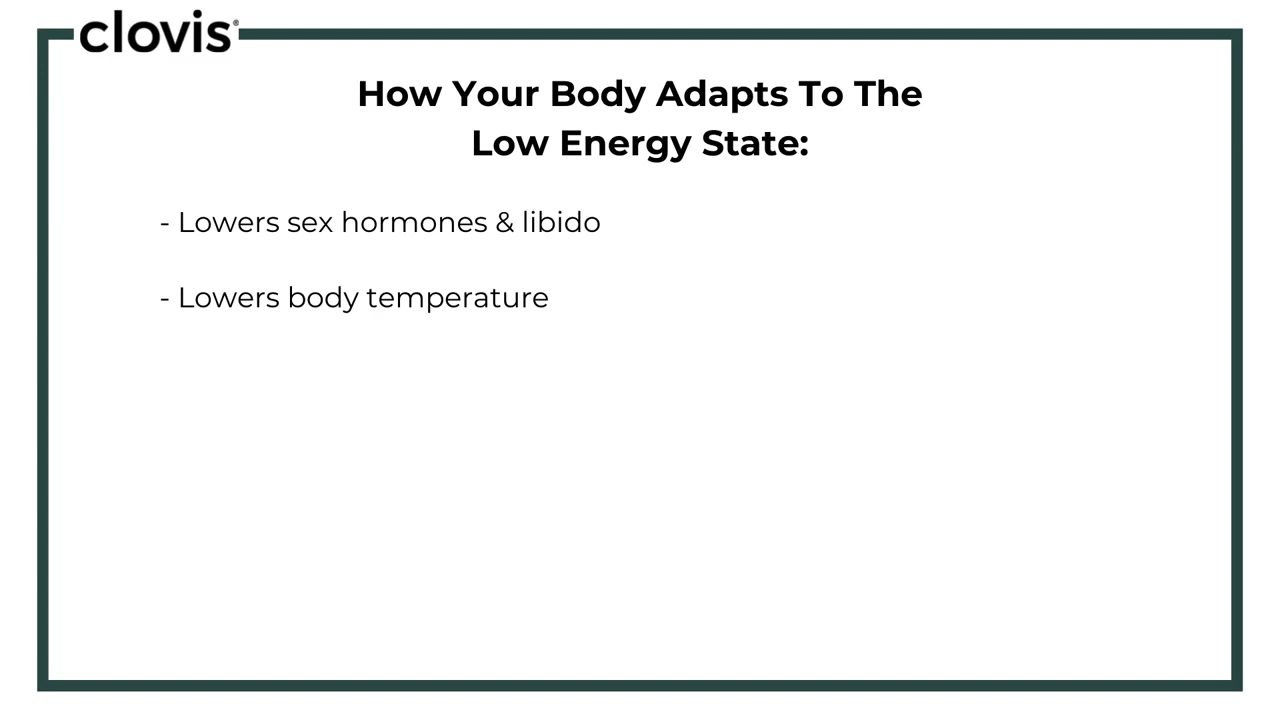 clovis®
How Your Body Adapts To The
Low Energy State:
- Lowers sex hormones & libido
- Lowers body temperature